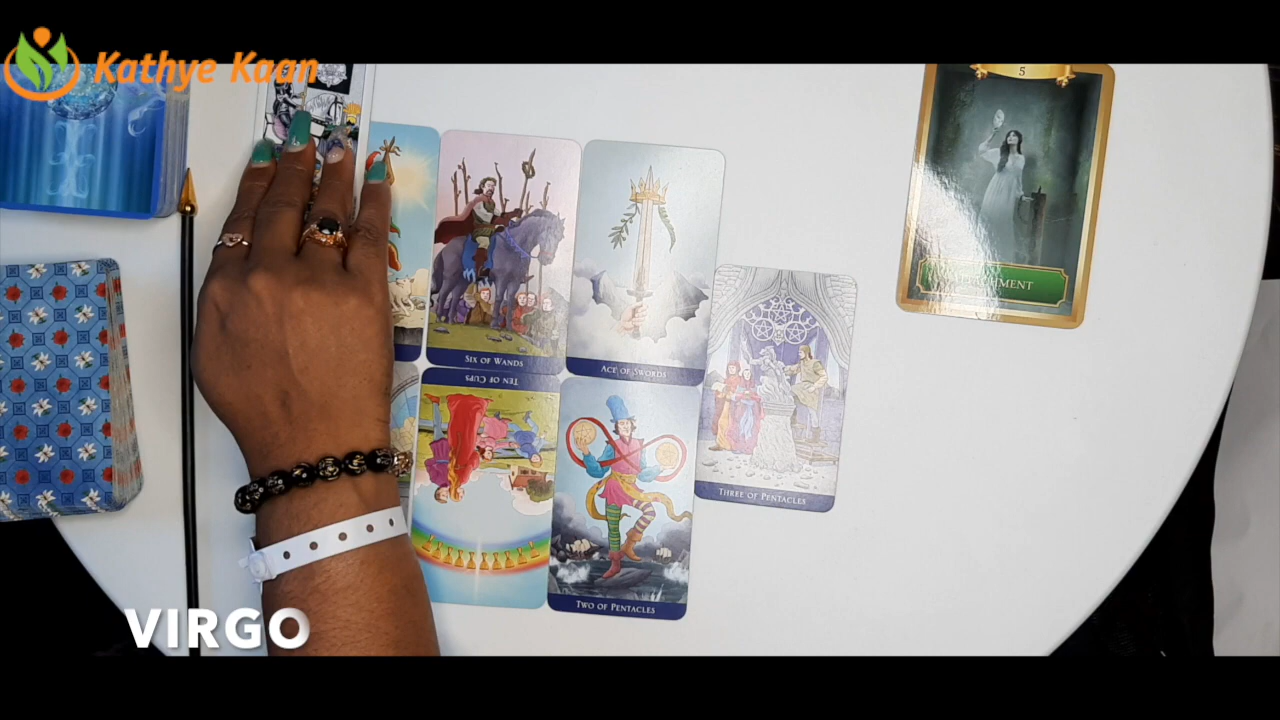 Kathye Kaan
5
SIX OF WANDS
ACE OF SWORDS
TEN OF CUPS
THREE OF PENTACLES
TWO OF PENTACLES
VIRGO